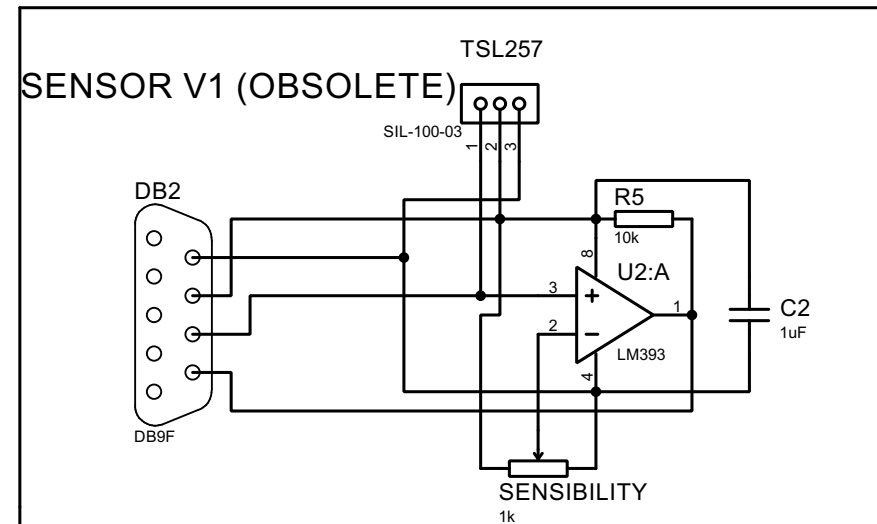 TSL257
SENSOR V1 (OBSOLETE)
SIL-100-03
1
2
3
DB2
R5
10k
8
U2:A
3
2
1
C2
1uF
LM393
4
DB9F
SENSIBILITY
1k